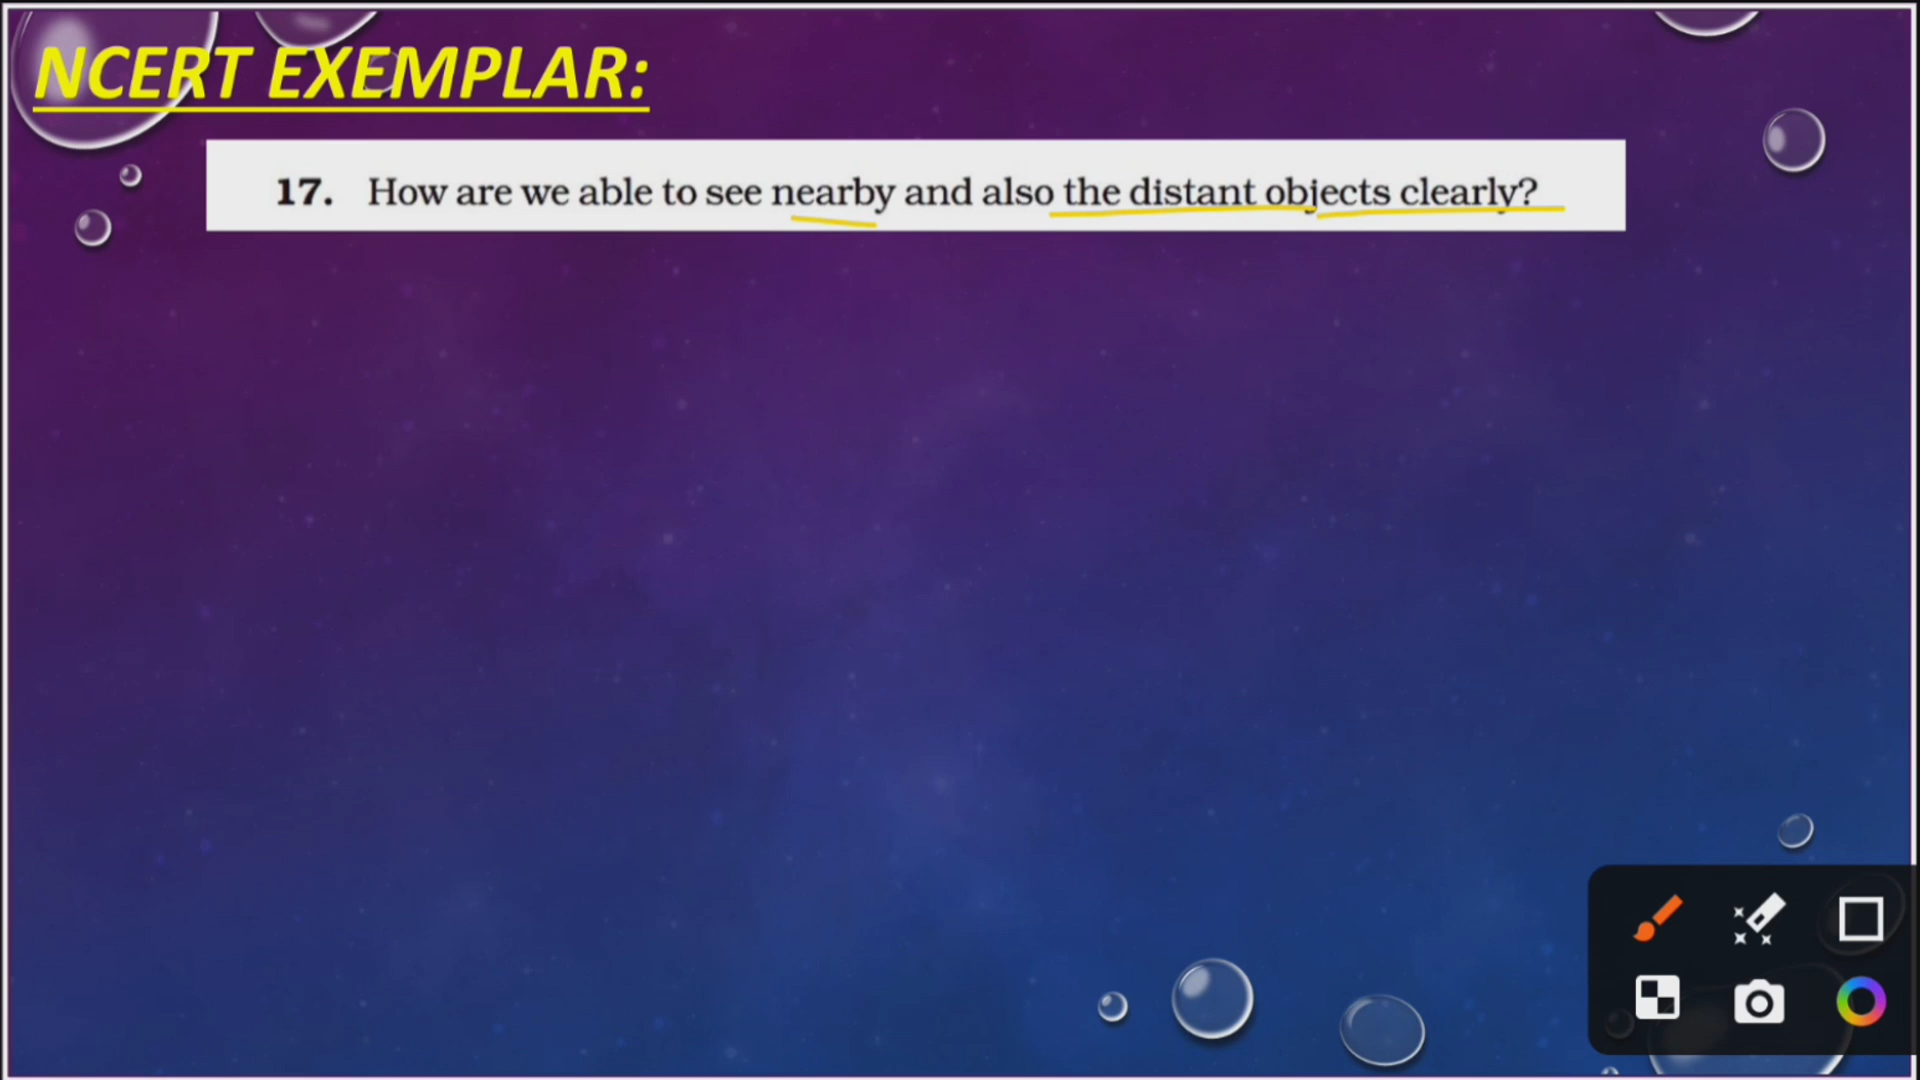 NCERT EXEMPLAR:
17. How are we able to see nearby and also the distant objects clearly?